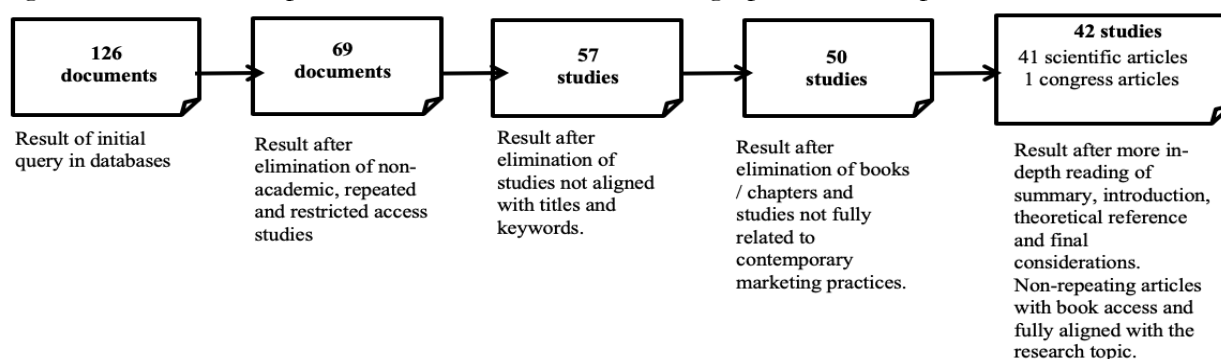 126
documents
69
documents
57
studies
50
studies
42 studies
41 scientific articles
1 congress articles
Result of initial
query in databases
Result after
elimination of non-
academic, repeated
and restricted access
studies
Result after
elimination of
studies not aligned
with titles and
keywords.
Result after
elimination of books
/ chapters and
studies not fully
related to
contemporary
marketing practices.
Result after more in-
depth reading of
summary, introduction,
theoretical reference
and final
considerations.
Non-repeating articles
with book access and
fully aligned with the
research topic.